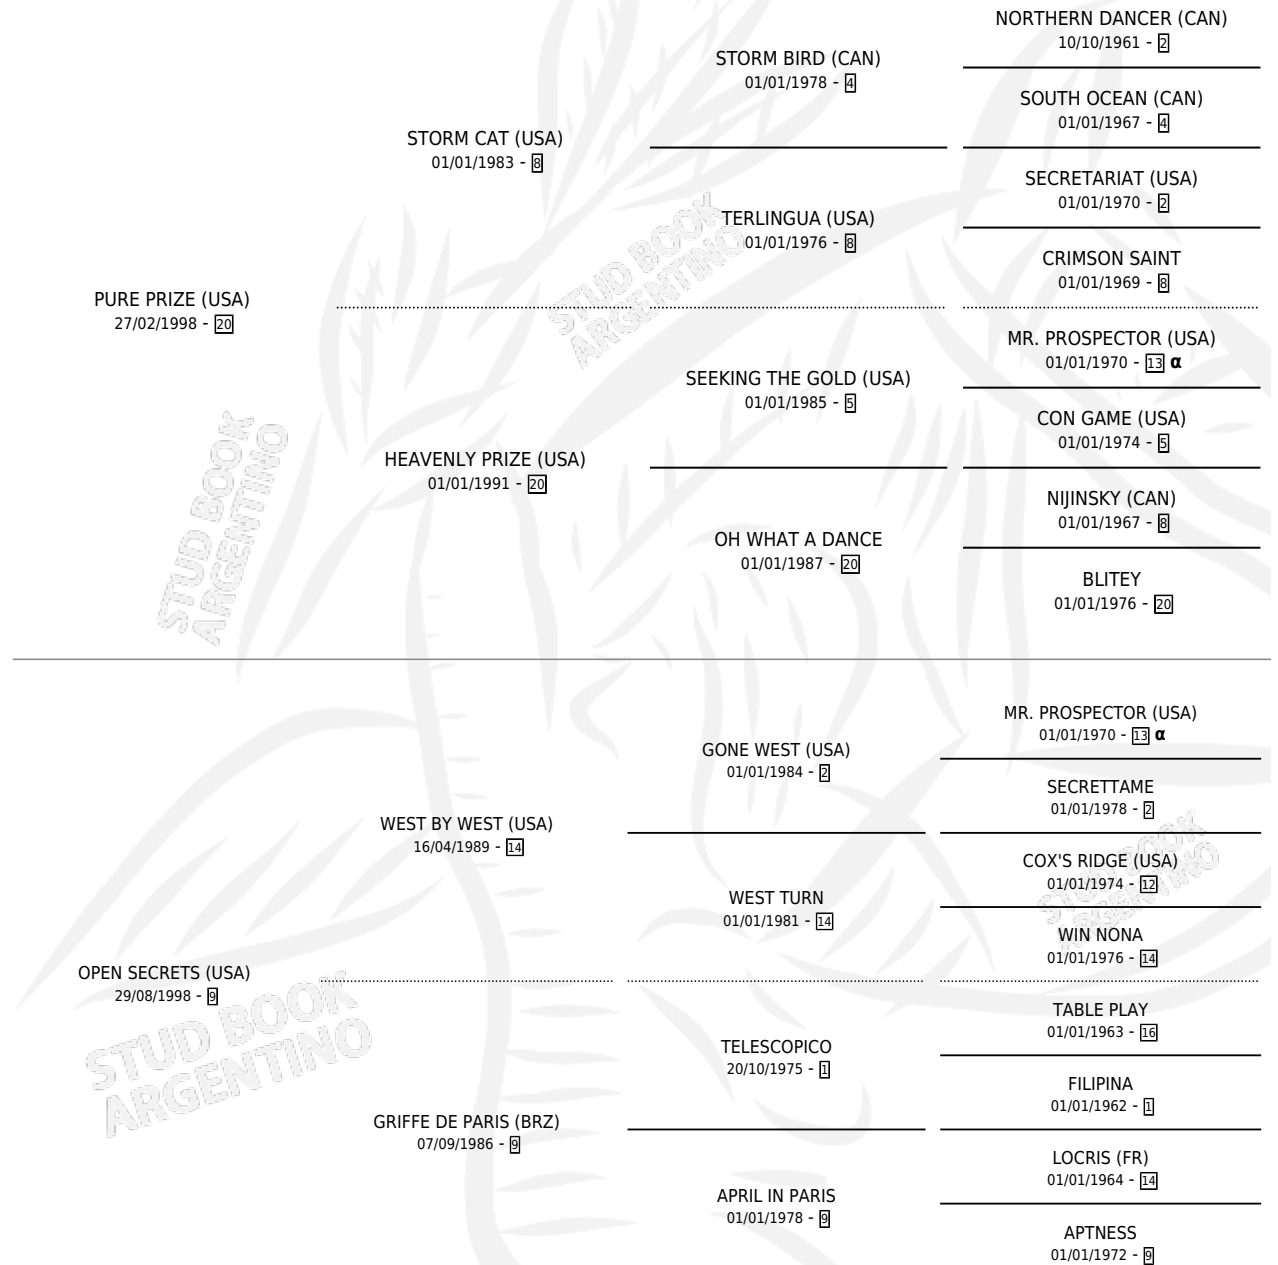 NORTHERN DANCER (CAN)
10/10/1961 - 2
STORM BIRD (CAN)
01/01/1978 - 4
SOUTH OCEAN (CAN)
01/01/1967 - 4
STORM CAT (USA)
01/01/1983 - 8
SECRETARIAT (USA)
01/01/1970 - 2
TERLINGUA (USA)
01/01/1976 - 8
CRIMSON SAINT
01/01/1969 - 8
PURE PRIZE (USA)
27/02/1998 - 20
MR. PROSPECTOR (USA)
01/01/1970 - 13 α
SEEKING THE GOLD (USA)
01/01/1985 - 5
CON GAME (USA)
01/01/1974 - 5
HEAVENLY PRIZE (USA)
01/01/1991 - 20
NIJINSKY (CAN)
01/01/1967 - 8
OH WHAT A DANCE
01/01/1987 - 20
BLITEY
01/01/1976 - 20
MR. PROSPECTOR (USA)
01/01/1970 - 13 α
GONE WEST (USA)
01/01/1984 - 2
SECRETTAME
01/01/1978 - 2
WEST BY WEST (USA)
16/04/1989 - 14
COX'S RIDGE (USA)
01/01/1974 - 12
WEST TURN
01/01/1981 - 14
WIN NONA
01/01/1976 - 14
OPEN SECRETS (USA)
29/08/1998 - 9
TABLE PLAY
01/01/1963 - 16
TELESCOPICO
20/10/1975 - 1
FILIPINA
01/01/1962 - 1
GRIFFE DE PARIS (BRZ)
07/09/1986 - 9
LOCRIS (FR)
01/01/1964 - 14
APRIL IN PARIS
01/01/1978 - 9
APTNESS
01/01/1972 - 9
STUD BOOK
ARGENTINO
STUD BOOK
ARGENTINO
STUD BOOK
ARGENTINO
STUD BOOK
ARGENTINO